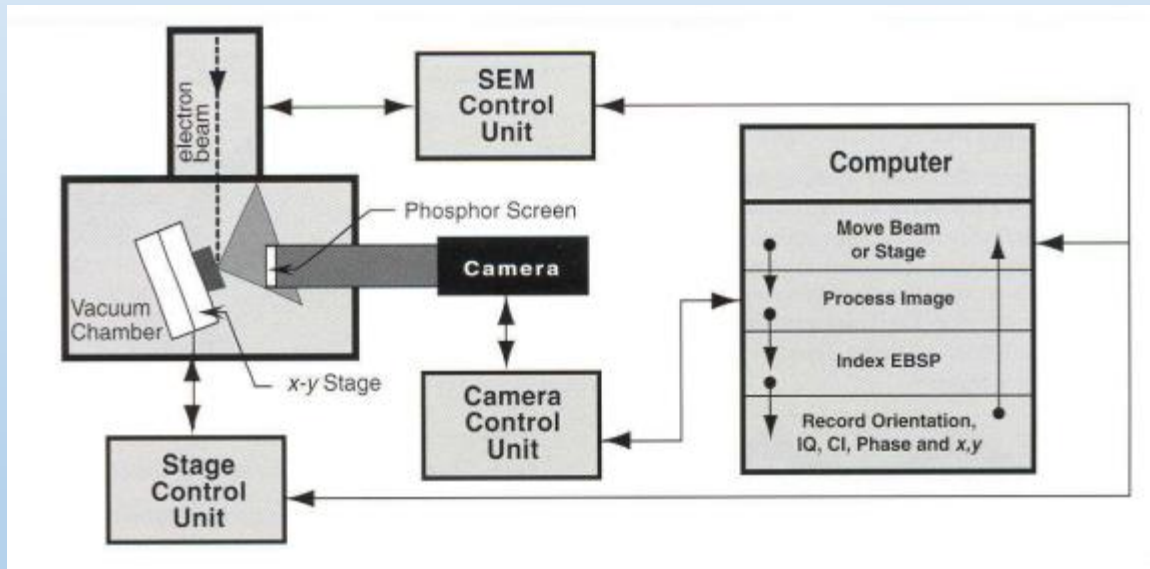 electron
beam
SEM
Control
Unit
Phosphor Screen
Camera
Vacuum
Chamber
x-y Stage
Stage
Control
Unit
Camera
Control
Unit
Computer
Move Beam
or Stage
Process Image
Index EBSP
Record Orientation,
IQ, CI, Phase and x,y